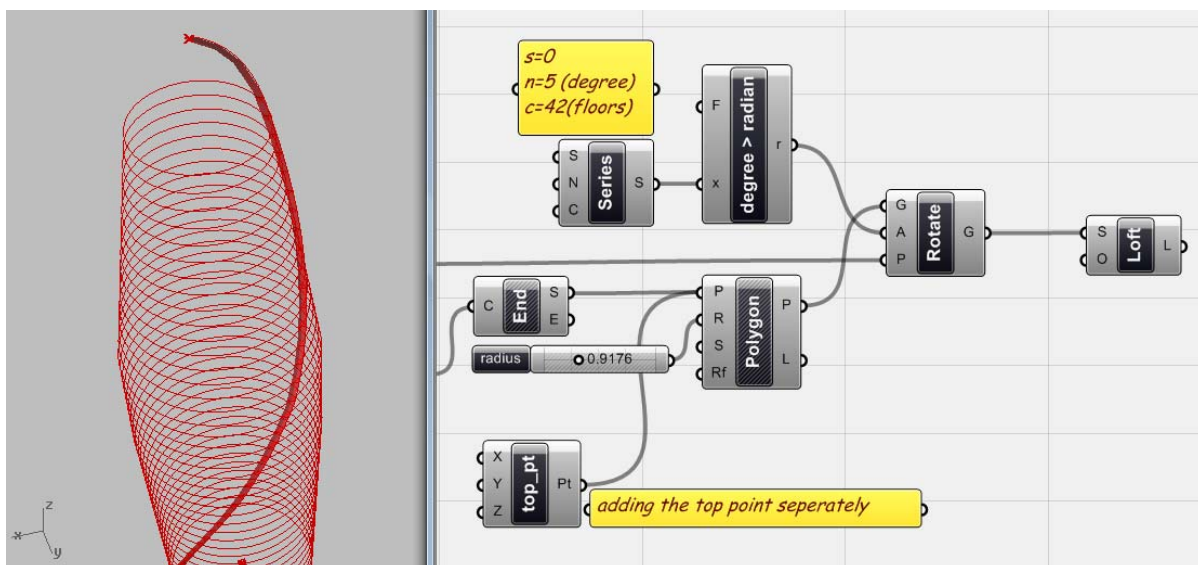 s=0
n=5 (degree)
c=42(floors)
S
N
C
Series
S
F
x
degree > radian
r
G
A
P
Rotate
G
S
O
Loft
L
C
End
S
E
radius
0.9176
P
R
S
Rf
Polygon
P
L
X
Y
Z
top_pt
Pt
adding the top point seperately
z
x
y